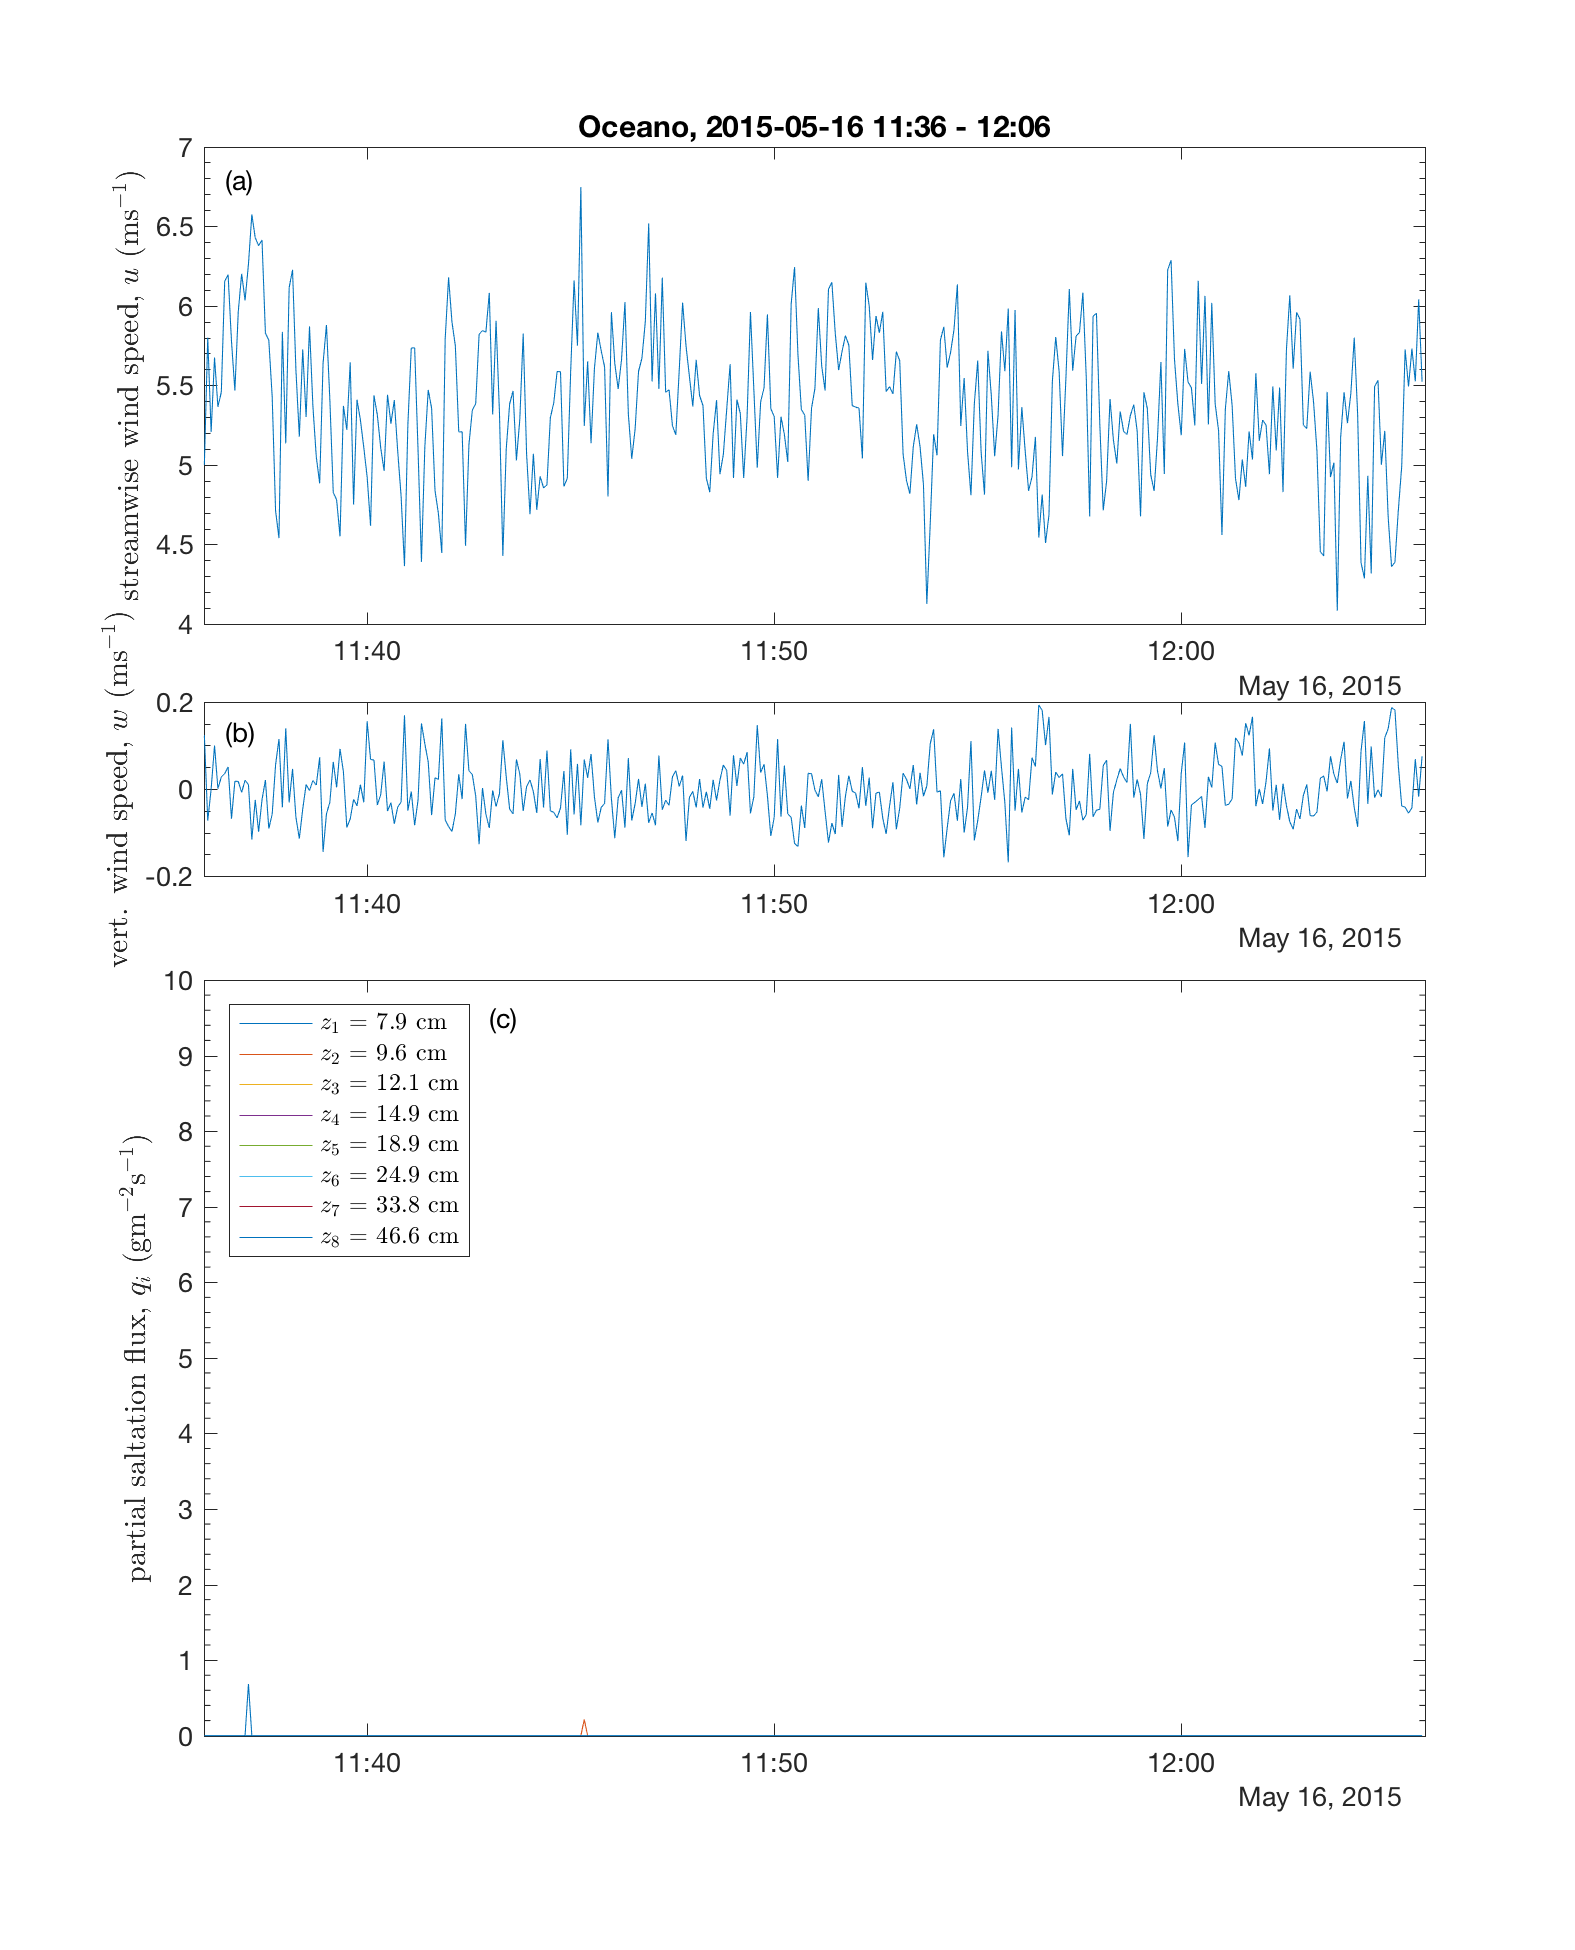 Oceano, 2015-05-16 11:36 - 12:06
(a)
streamwise wind speed, u (ms⁻¹)
7
6.5
6
5.5
5
4.5
4
11:40 11:50 12:00
May 16, 2015
(b)
vert. wind speed, w (ms⁻¹)
0.2
0
-0.2
11:40 11:50 12:00
May 16, 2015
(c)
partial saltation flux, qᵢ (gm⁻²s⁻¹)
10
9
8
7
6
5
4
3
2
1
0
z₁ = 7.9 cm
z₂ = 9.6 cm
z₃ = 12.1 cm
z₄ = 14.9 cm
z₅ = 18.9 cm
z₆ = 24.9 cm
z₇ = 33.8 cm
z₈ = 46.6 cm
11:40 11:50 12:00
May 16, 2015